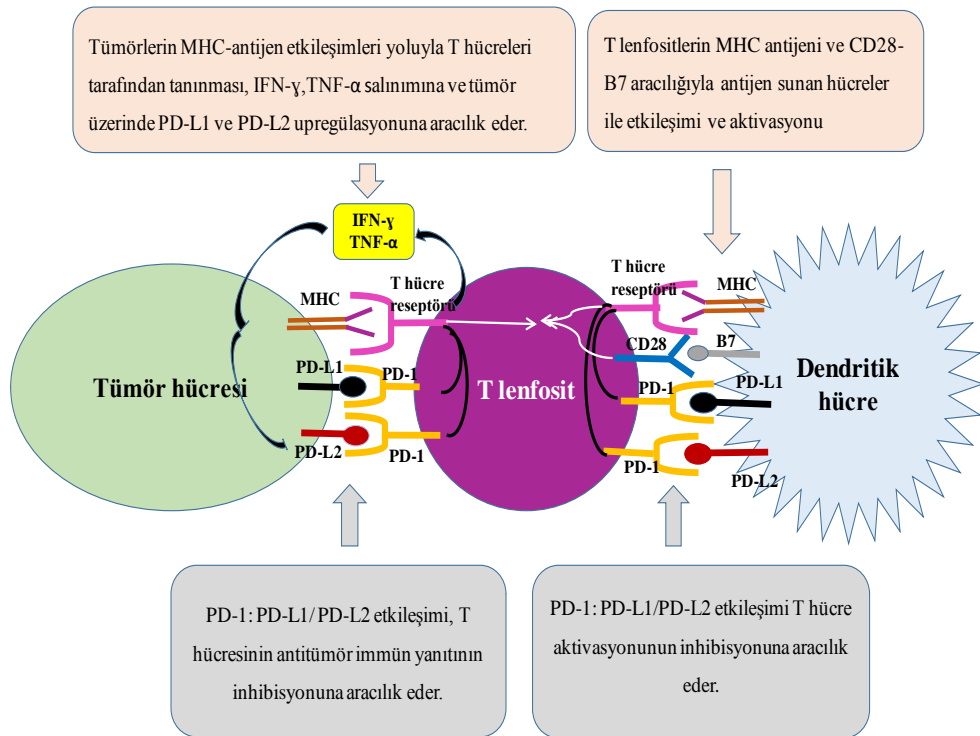 Tümörlerin MHC-antijen etkileşimleri yoluyla T hücreleri
tarafından tanınması, IFN-ɣ,TNF-α salınımına ve tümör
üzerinde PD-L1 ve PD-L2 upregülasyonuna aracılık eder.
T lenfositlerin MHC antijeni ve CD28-
B7 aracılığıyla antijen sunan hücreler
ile etkileşimi ve aktivasyonu
IFN-ɣ
TNF-α
MHC
T hücre
reseptörü
PD-L1
PD-1
PD-L2
PD-1
Tümör hücresi
T lenfosit
T hücre
reseptörü
MHC
CD28
B7
PD-1
PD-L1
PD-1
PD-L2
Dendritik
hücre
PD-1: PD-L1/ PD-L2 etkileşimi, T
hücresinin antitümör immün yanıtının
inhibisyonuna aracılık eder.
PD-1: PD-L1/PD-L2 etkileşimi T hücre
aktivasyonunun inhibisyonuna aracılık
eder.